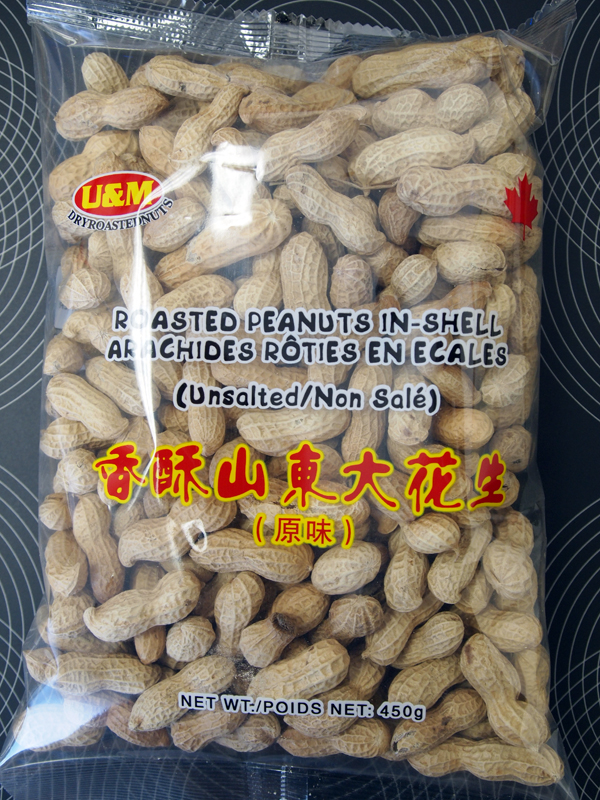 U&M
DRYROASTEDNUTS
ROASTED PEANUTS IN-SHELL
ARACHIDES RÔTIES EN ECALES
(Unsalted/Non Salé)
香酥山東大花生
(原味)
NET WT./POIDS NET: 450g